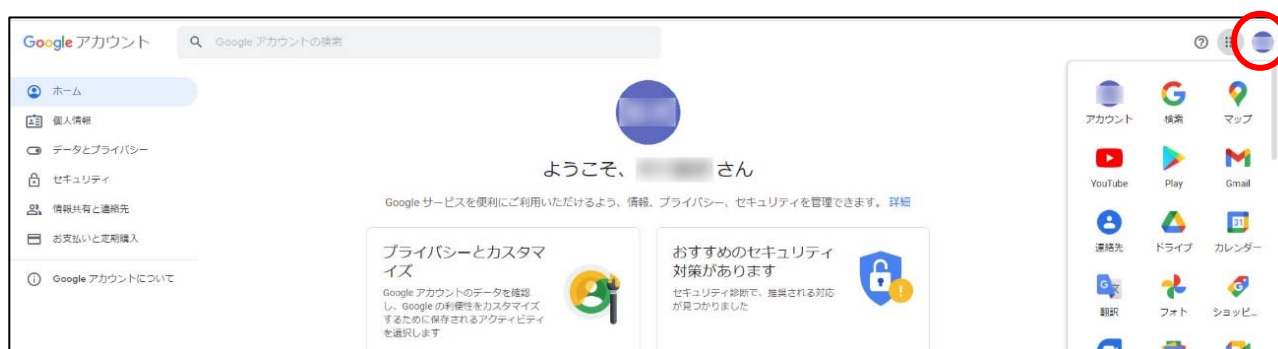 Google アカウント
Google アカウントの検索
ホーム
個人情報
データとプライバシー
セキュリティ
情報共有と連絡先
お支払いと定期購入
Google アカウントについて
ようこそ、 さん
Google サービスを便利にご利用いただけるよう、情報、プライバシー、セキュリティを管理できます。 詳細
プライバシーとカスタマ
イズ
Google アカウントのデータを確認
し、Google の利便性をカスタマイズ
するために保存されるアクティビティ
を選択します
おすすめのセキュリティ
対策があります
セキュリティ診断で、推奨される対応
が見つかりました
アカウント 検索 マップ
YouTube Play Gmail
31
連絡先 ドライブ カレンダー
翻訳 フォト ショッピ...